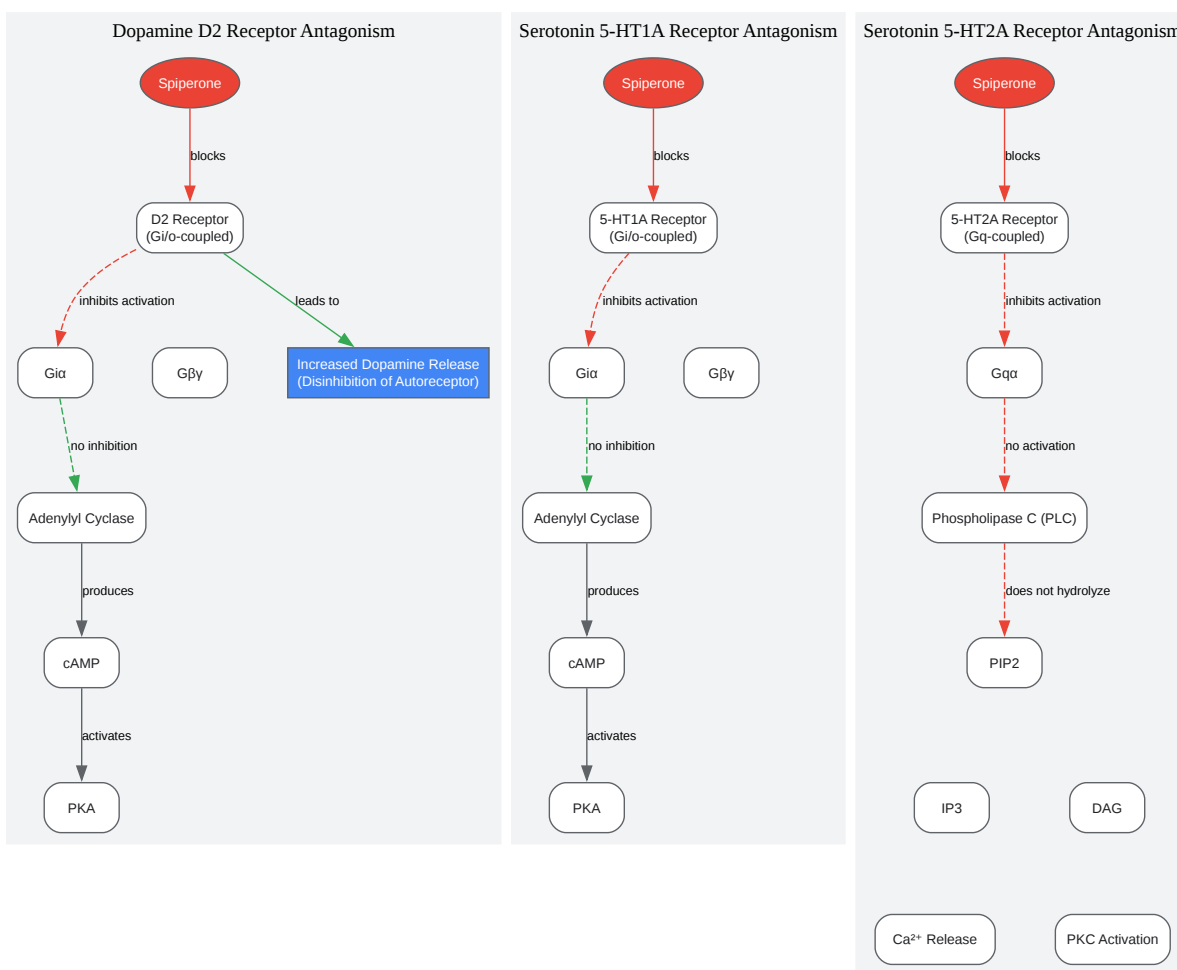 Dopamine D2 Receptor Antagonism
Spiperone
blocks
D2 Receptor
(Gi/o-coupled)
inhibits activation
leads to
Giα
Gβγ
Increased Dopamine Release
(Disinhibition of Autoreceptor)
no inhibition
Adenylyl Cyclase
produces
cAMP
activates
PKA
Serotonin 5-HT1A Receptor Antagonism
Spiperone
blocks
5-HT1A Receptor
(Gi/o-coupled)
inhibits activation
Giα
Gβγ
no inhibition
Adenylyl Cyclase
produces
cAMP
activates
PKA
Serotonin 5-HT2A Receptor Antagonism
Spiperone
blocks
5-HT2A Receptor
(Gq-coupled)
inhibits activation
Gqα
no activation
Phospholipase C (PLC)
does not hydrolyze
PIP2
IP3
DAG
Ca²⁺ Release
PKC Activation